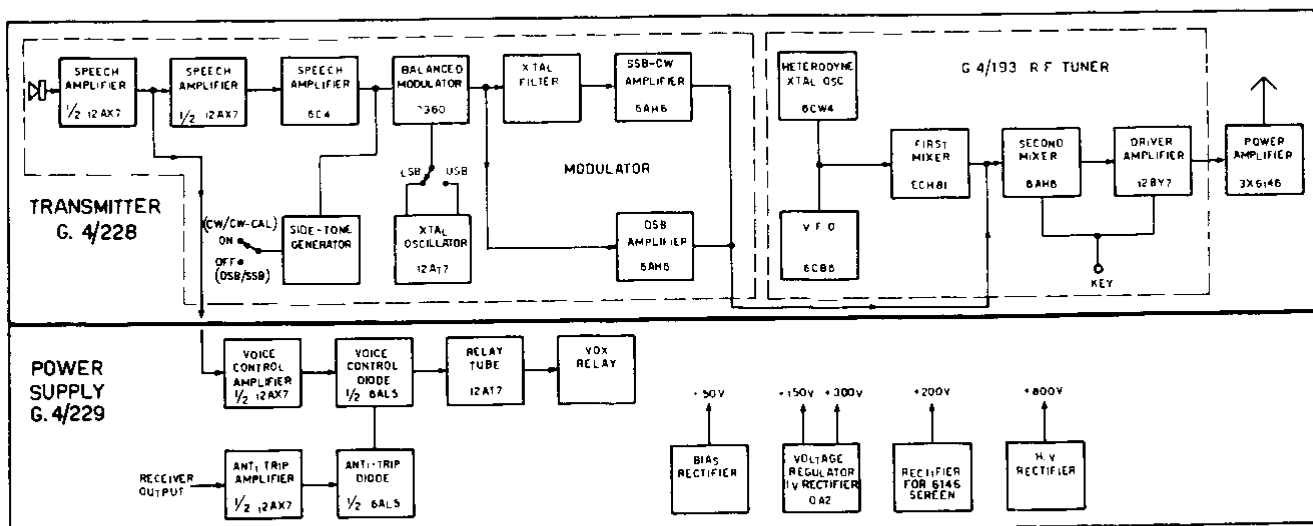 SPEECH
AMPLIFIER
1/2 12AX7
SPEECH
AMPLIFIER
1/2 12AX7
SPEECH
AMPLIFIER
6C4
BALANCED
MODULATOR
7360
XTAL
FILTER
SSB-CW
AMPLIFIER
6AH6
HETERODYNE
XTAL OSC
6CW4
G 4/193 RF TUNER
FIRST
MIXER
ECH81
SECOND
MIXER
6AH6
DRIVER
AMPLIFIER
12BY7
POWER
AMPLIFIER
3X6146
LSB
USB
MODULATOR
TRANSMITTER
G. 4/228
(CW/CW-CAL)
ON
OFF
(DSB/SSB)
SIDE-TONE
GENERATOR
XTAL
OSCILLATOR
12AT7
DSB
AMPLIFIER
6AH6
V F O
6CB6
KEY
POWER
SUPPLY
G. 4/229
VOICE
CONTROL
AMPLIFIER
1/2 12AX7
VOICE
CONTROL
DIODE
1/2 6AL5
RELAY
TUBE
12AT7
VOX
RELAY
RECEIVER
OUTPUT
ANTI TRIP
AMPLIFIER
1/2 12AX7
ANTI-TRIP
DIODE
1/2 6AL5
+50V
BIAS
RECTIFIER
+150V
+300V
VOLTAGE
REGULATOR
RECTIFIER
OA2
+200V
RECTIFIER
FOR 6146
SCREEN
+800V
H.V
RECTIFIER